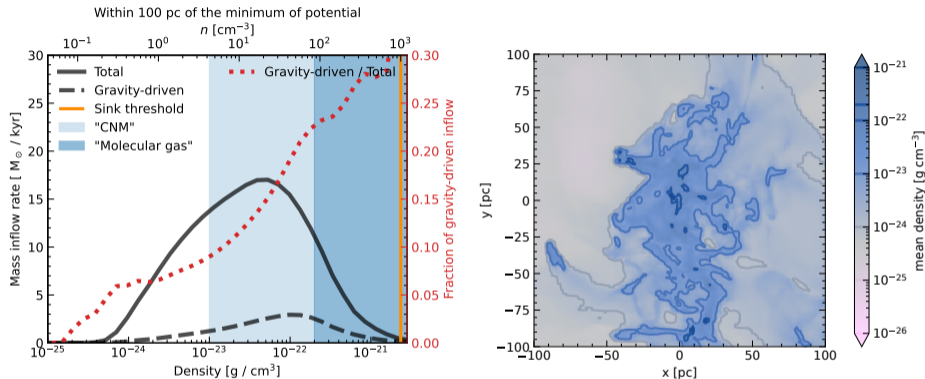 Within 100 pc of the minimum of potential
n [cm⁻³]
10⁻¹ 10⁰ 10¹ 10² 10³
Mass inflow rate [ M☉ / kyr]
30
25
20
15
10
5
0
Total
Gravity-driven
Sink threshold
"CNM"
"Molecular gas"
Gravity-driven / Total
0.30
0.25
0.20
0.15
0.10
0.05
0.00
Fraction of gravity-driven inflow
10⁻²⁵ 10⁻²⁴ 10⁻²³ 10⁻²² 10⁻²¹
Density [g / cm³]
y [pc]
100
75
50
25
0
−25
−50
−75
−100
−100 −50 0 50 100
x [pc]
10⁻²¹
10⁻²²
10⁻²³
10⁻²⁴
10⁻²⁵
10⁻²⁶
mean density [g cm⁻³]